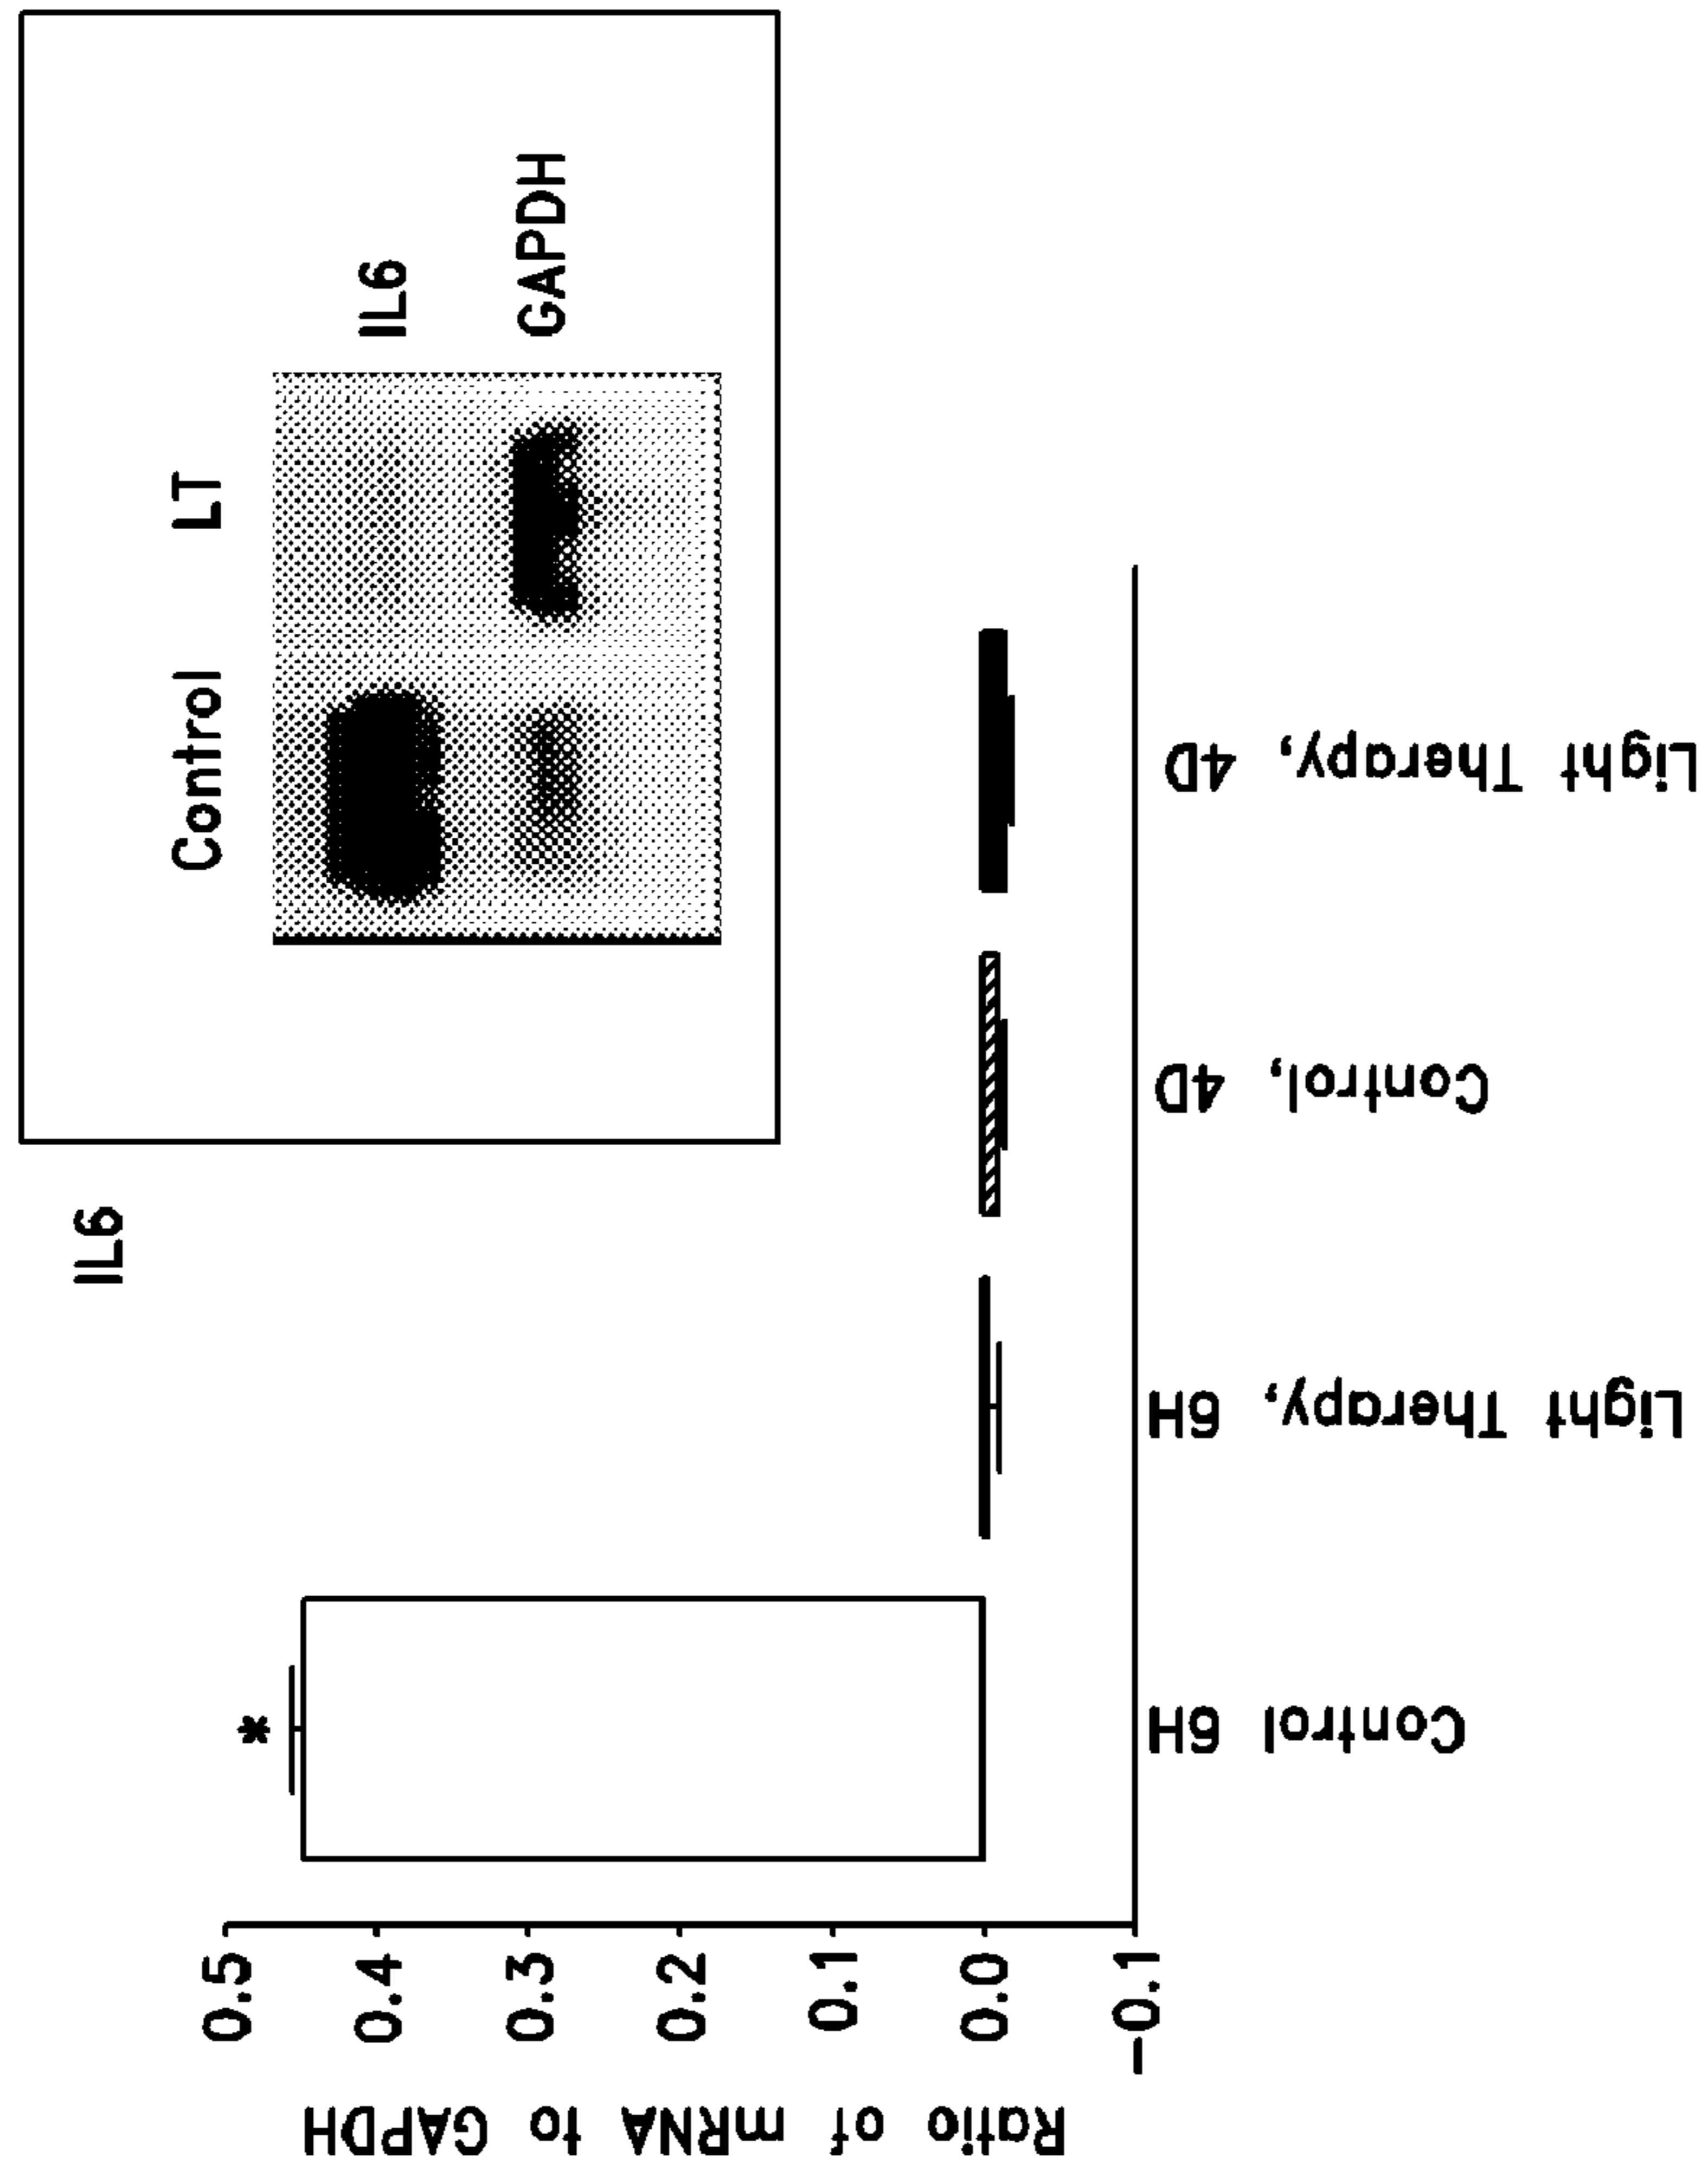 IL6
Control LT
IL6
GAPDH
Ratio of mRNA to GAPDH
0.5
0.4
0.3
0.2
0.1
0.0
-0.1
*
Control 6H
Light Therapy, 6H
Control, 4D
Light Therapy, 4D